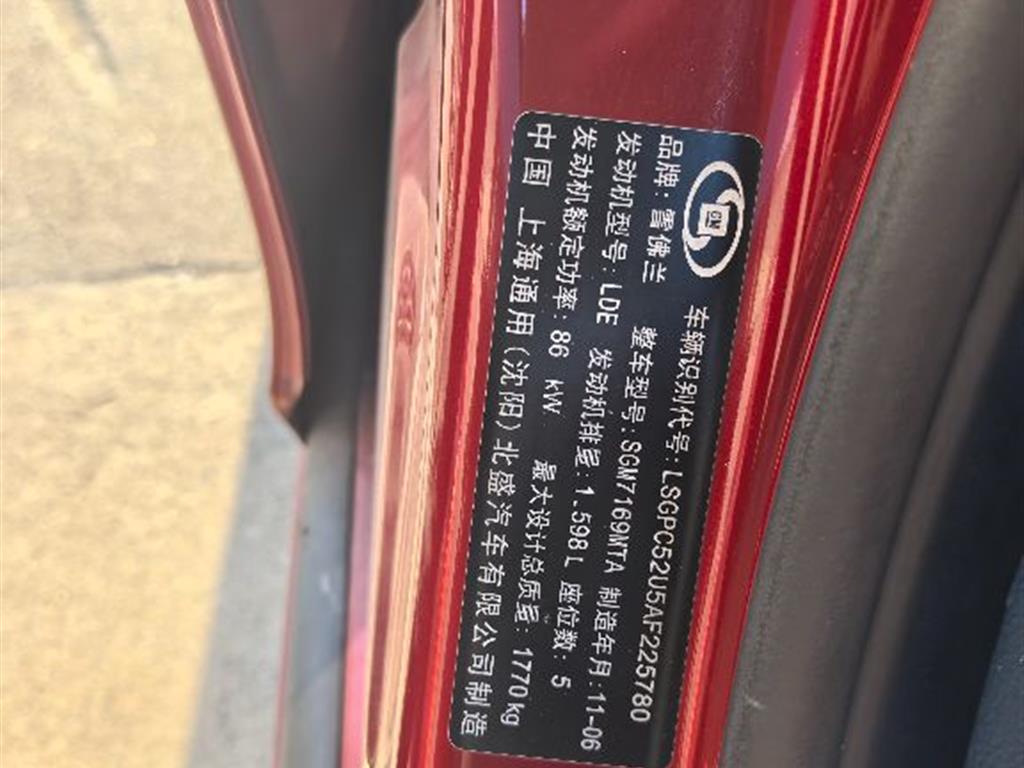 GM
车辆识别代号:LSGPC52U5AF225780
品牌:雪佛兰 整车型号:SGM7169MTA 制造年月:11-06
发动机型号:LDE 发动机排量:1.598L 座位数:5
发动机额定功率:86 kW 最大设计总质量:1770kg
中国 上海通用(沈阳)北盛汽车有限公司制造